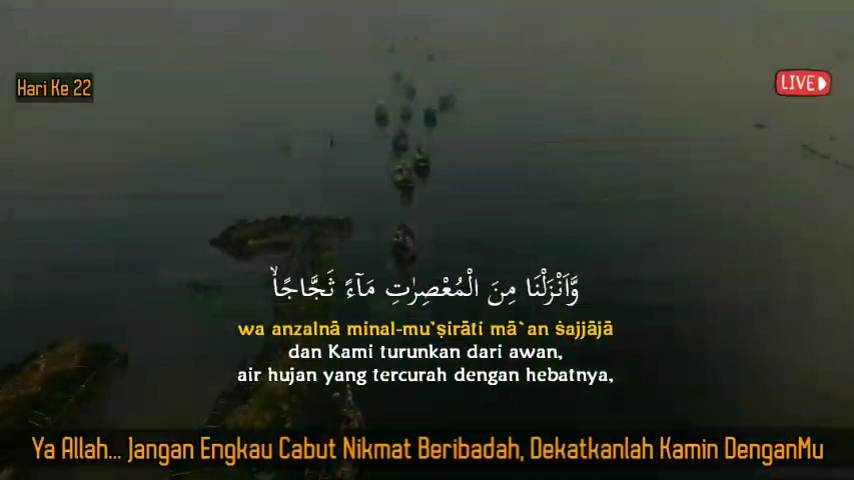 Hari Ke 22
LIVE
وَّاَنْزَلْنَا مِنَ الْمُعْصِرٰتِ مَاۤءً ثَجَّاجًاۙ
wa anzalnā minal-mu'ṣirāti mā`an ṡajjājā
dan Kami turunkan dari awan,
air hujan yang tercurah dengan hebatnya,
Ya Allah... Jangan Engkau Cabut Nikmat Beribadah, Dekatkanlah Kamin DenganMu